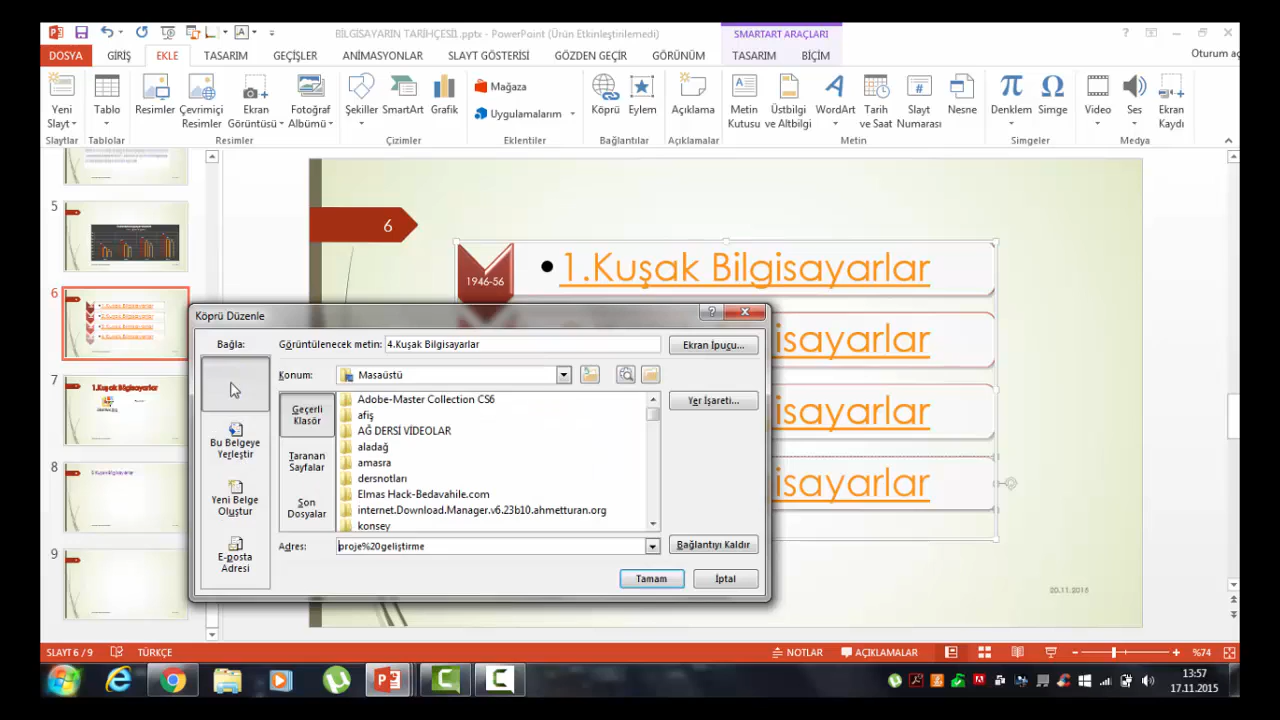 BİLGİSAYARIN TARİHÇESİ.pptx - PowerPoint (Ürün Etkinleştirilemedi)
SMARTART ARAÇLARI
DOSYA GİRİŞ EKLE TASARIM GEÇİŞLER ANİMASYONLAR SLAYT GÖSTERİSİ GÖZDEN GEÇİR GÖRÜNÜM TASARIM BİÇİM Oturum aç
Yeni Slayt
Tablo
Resimler
Çevrimiçi Resimler
Ekran Görüntüsü
Fotoğraf Albümü
Şekiller
SmartArt
Grafik
Mağaza
Uygulamalarım
Köprü
Eylem
Açıklama
Metin Kutusu
Üstbilgi ve Altbilgi
WordArt
Tarih ve Saat
Slayt Numarası
Nesne
Denklem
Simge
Video
Ses
Ekran Kaydı
Slaytlar Tablolar Resimler Çizimler Eklentiler Bağlantılar Açıklamalar Metin Simgeler Medya
5
6
7
1.Kuşak Bilgisayarlar
8
9
6
1946-56
•1.Kuşak Bilgisayarlar
isayarlar
isayarlar
isayarlar
20.11.2015
Köprü Düzenle
Bağla:
Görüntülenecek metin: 4.Kuşak Bilgisayarlar
Ekran İpucu...
Konum: Masaüstü
Yer İşareti...
Geçerli Klasör
Taranan Sayfalar
Son Dosyalar
Bu Belgeye Yerleştir
Yeni Belge Oluştur
E-posta Adresi
Adobe-Master Collection CS6
afiş
AĞ DERSİ VİDEOLAR
aladağ
amasra
dersnotları
Elmas Hack-Bedavahile.com
internet.Download.Manager.v6.23b10.ahmetturan.org
konsey
Adres: proje%20geliştirme
Bağlantıyı Kaldır
Tamam
İptal
SLAYT 6 / 9 TÜRKÇE NOTLAR AÇIKLAMALAR %74
13:57
17.11.2015